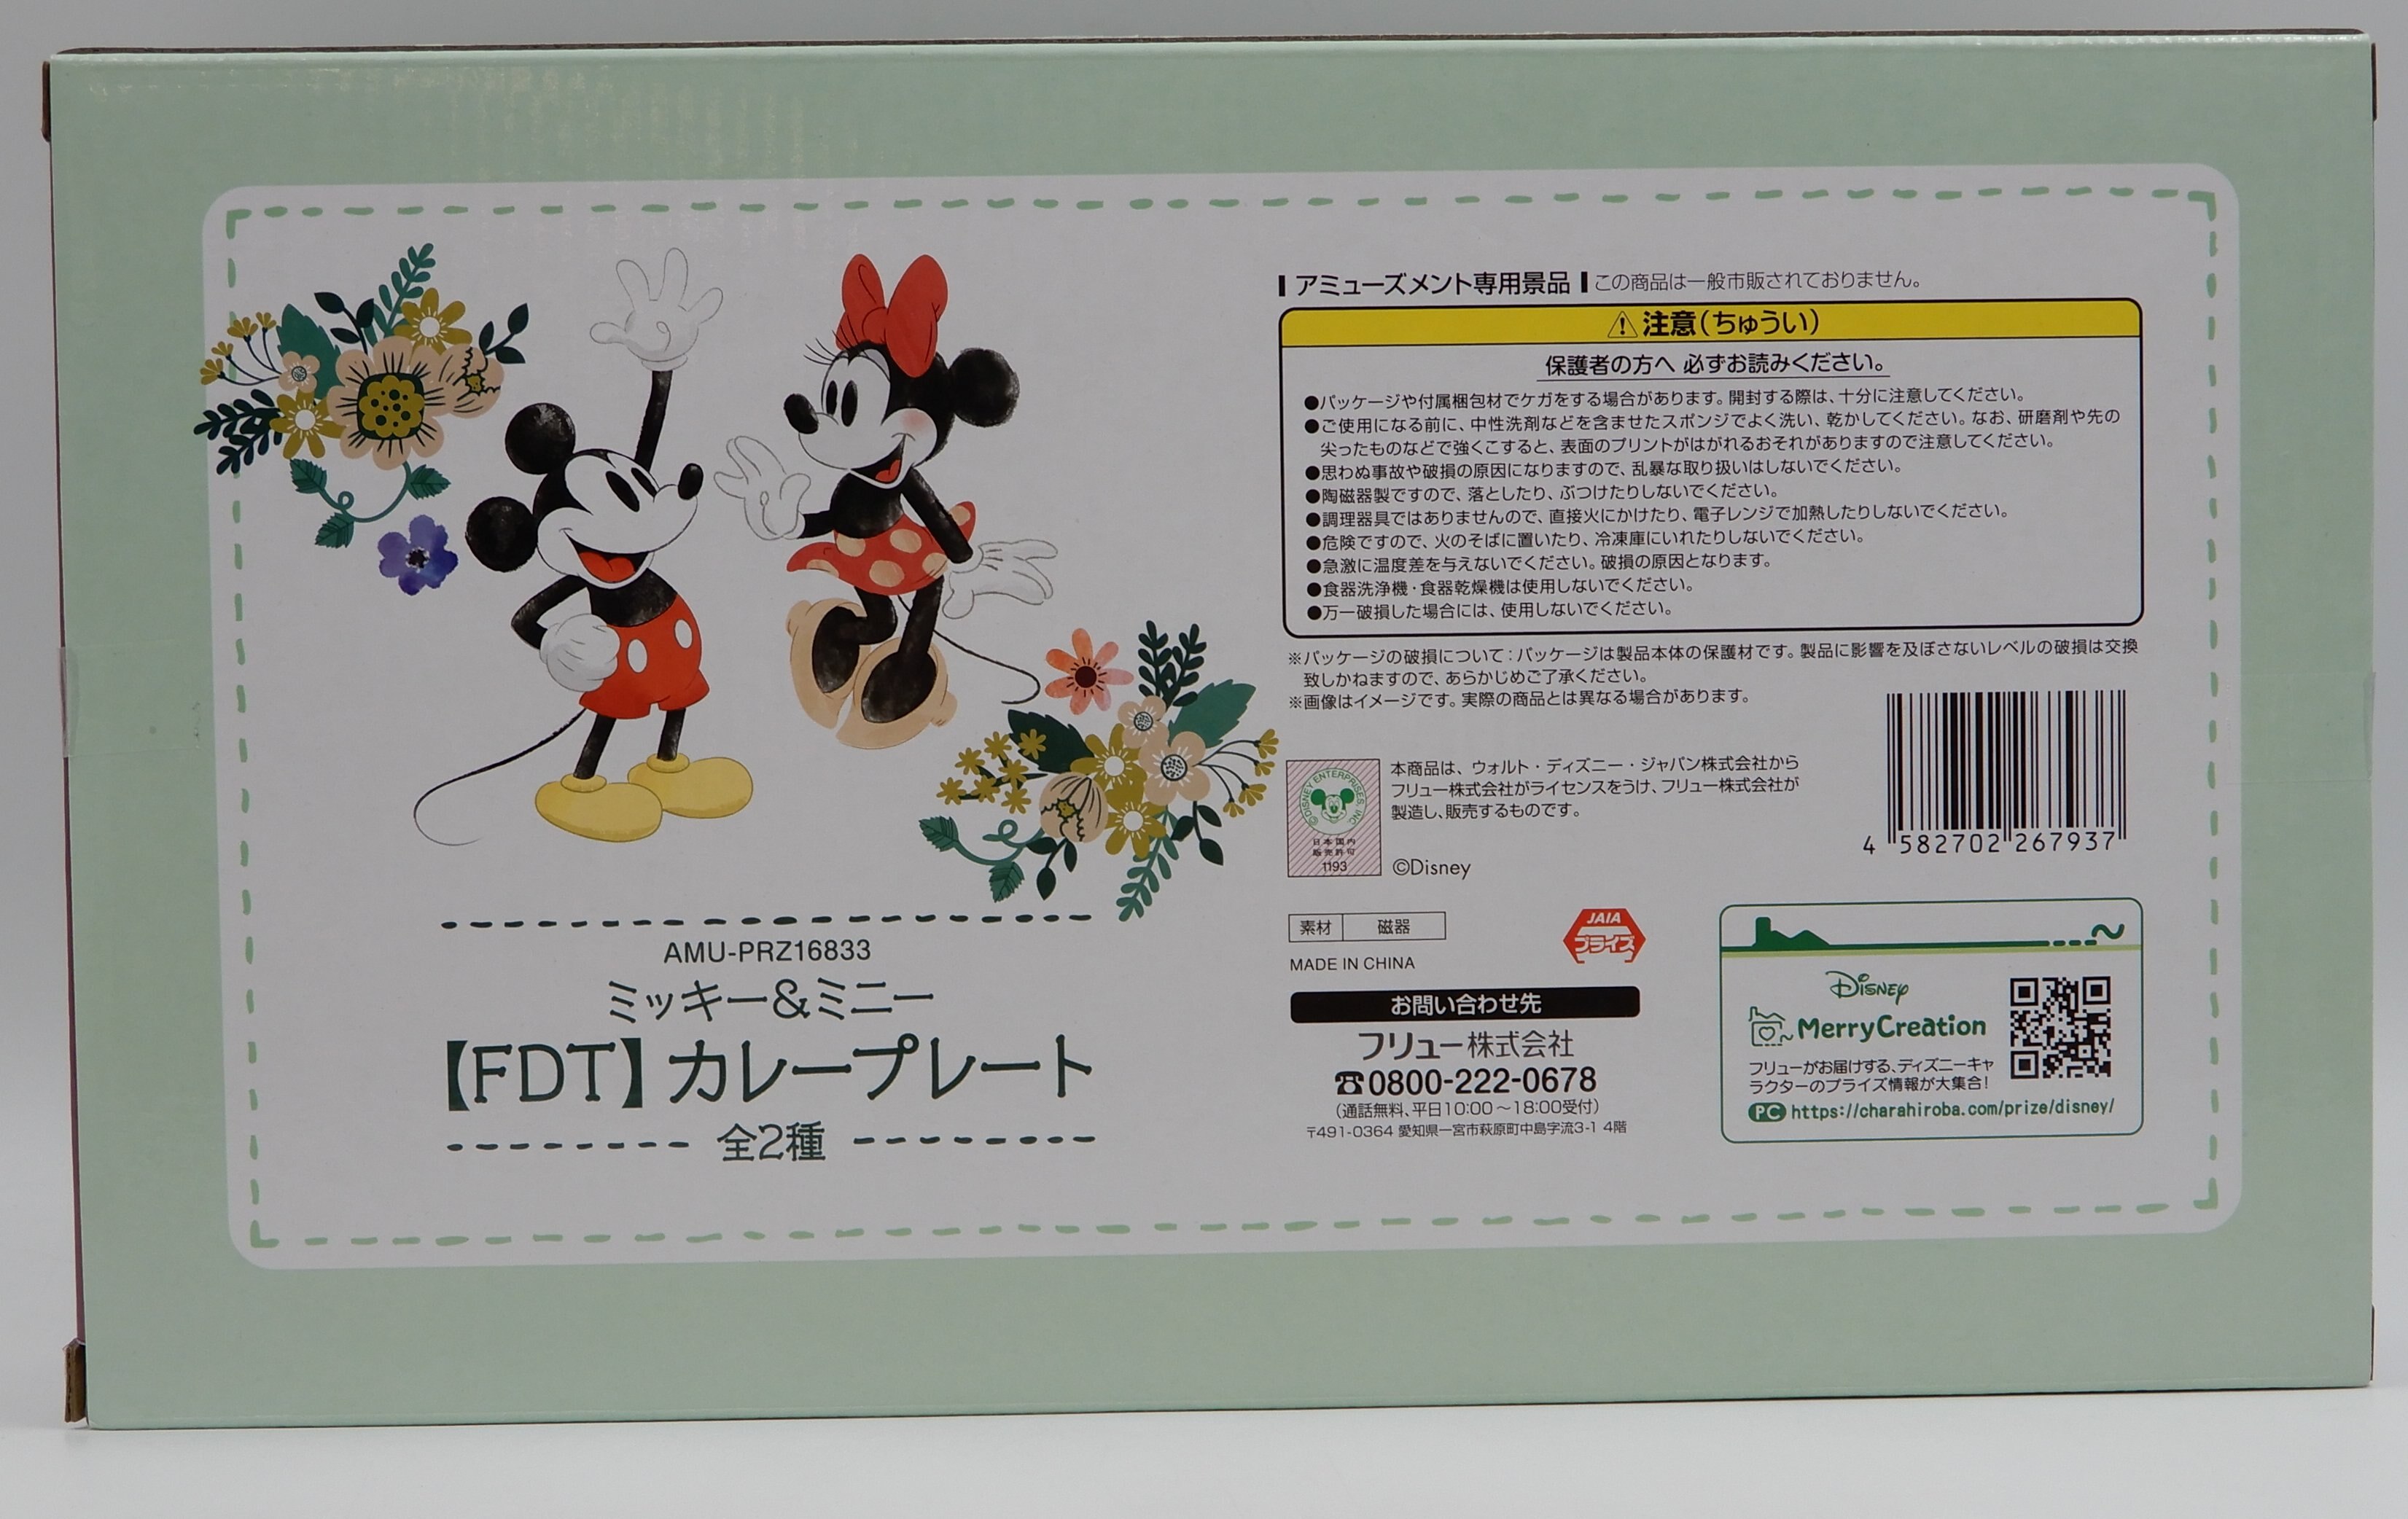 AMU-PRZ16833
ミッキー&ミニー
【FDT】カレープレート
全2種
アミューズメント専用景品 この商品は一般市販されておりません。
⚠注意(ちゅうい)
保護者の方へ 必ずお読みください。
●パッケージや付属梱包材でケガをする場合があります。開封する際は、十分に注意してください。
●ご使用になる前に、中性洗剤などを含ませたスポンジでよく洗い、乾かしてください。なお、研磨剤や先の
尖ったものなどで強くこすると、表面のプリントがはがれるおそれがありますので注意してください。
●思わぬ事故や破損の原因になりますので、乱暴な取り扱いはしないでください。
●陶磁器製ですので、落としたり、ぶつけたりしないでください。
●調理器具ではありませんので、直接火にかけたり、電子レンジで加熱したりしないでください。
●危険ですので、火のそばに置いたり、冷凍庫にいれたりしないでください。
●急激に温度差を与えないでください。破損の原因となります。
●食器洗浄機・食器乾燥機は使用しないでください。
●万一破損した場合には、使用しないでください。
※パッケージの破損について:パッケージは製品本体の保護材です。製品に影響を及ぼさないレベルの破損は交換
致しかねますので、あらかじめご了承ください。
※画像はイメージです。実際の商品とは異なる場合があります。
©DISNEY ENTERPRISES, INC.
日本国内
販売許可
1193
本商品は、ウォルト・ディズニー・ジャパン株式会社から
フリュー株式会社がライセンスをうけ、フリュー株式会社が
製造し、販売するものです。
©Disney
4 582702 267937
素材 磁器
MADE IN CHINA
JAIA
プライズ
お問い合わせ先
フリュー株式会社
☎0800-222-0678
(通話無料、平日10:00～18:00受付)
〒491-0364 愛知県一宮市萩原町中島字流3-1 4階
Disney
MerryCreation
フリューがお届けする、ディズニーキャ
ラクターのプライズ情報が大集合!
PC https://charahiroba.com/prize/disney/